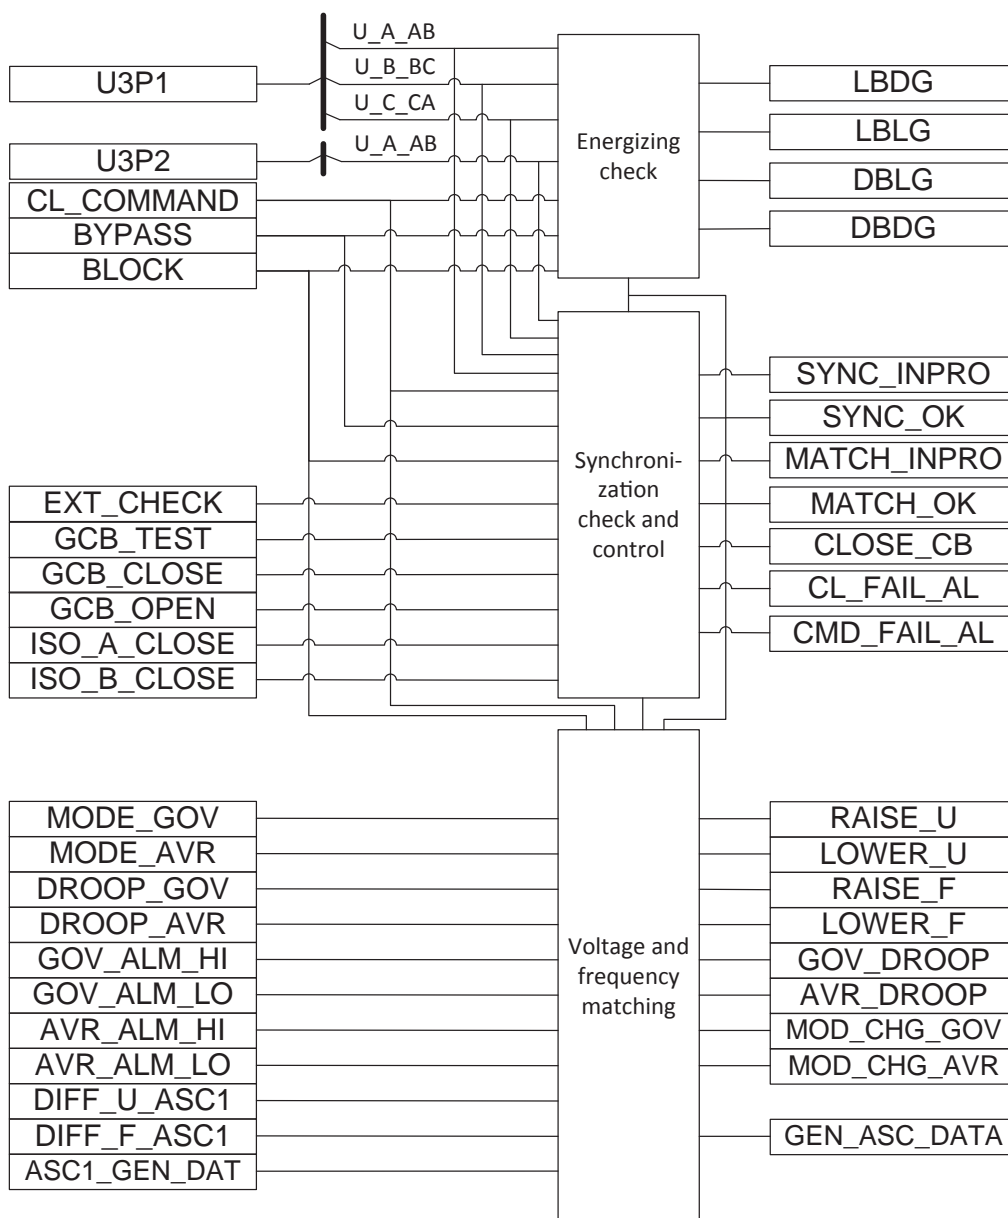 U_A_AB
U3P1
U_B_BC
U_C_CA
U3P2
U_A_AB
CL_COMMAND
BYPASS
BLOCK
Energizing
check
LBDG
LBLG
DBLG
DBDG
EXT_CHECK
GCB_TEST
GCB_CLOSE
GCB_OPEN
ISO_A_CLOSE
ISO_B_CLOSE
Synchroni-
zation
check and
control
SYNC_INPRO
SYNC_OK
MATCH_INPRO
MATCH_OK
CLOSE_CB
CL_FAIL_AL
CMD_FAIL_AL
MODE_GOV
MODE_AVR
DROOP_GOV
DROOP_AVR
GOV_ALM_HI
GOV_ALM_LO
AVR_ALM_HI
AVR_ALM_LO
DIFF_U_ASC1
DIFF_F_ASC1
ASC1_GEN_DAT
Voltage and
frequency
matching
RAISE_U
LOWER_U
RAISE_F
LOWER_F
GOV_DROOP
AVR_DROOP
MOD_CHG_GOV
MOD_CHG_AVR
GEN_ASC_DATA